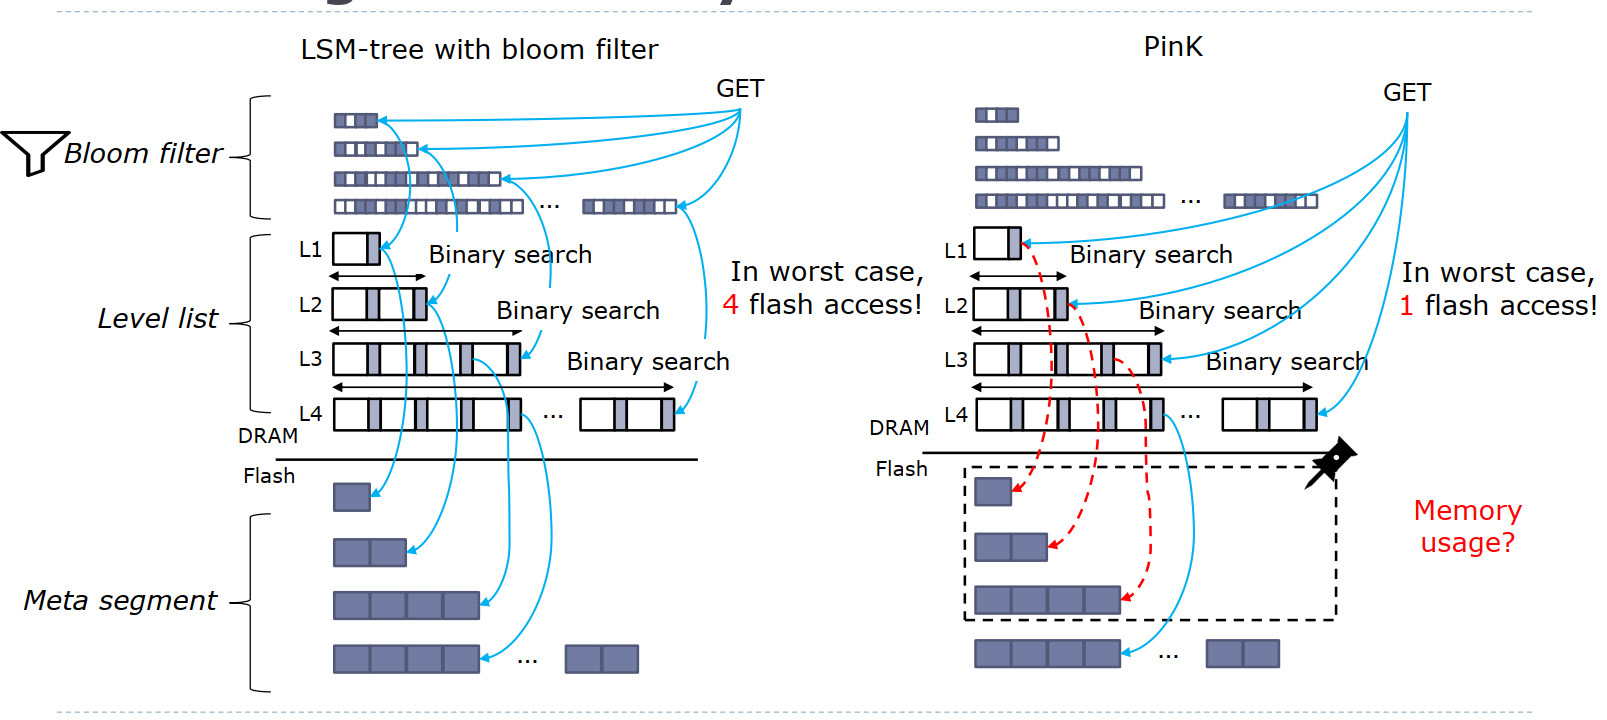 LSM-tree with bloom filter
GET
Bloom filter
...
L1
Binary search
L2
Binary search
L3
Binary search
L4
...
Level list
In worst case,
4 flash access!
DRAM
Flash
Meta segment
...
PinK
GET
...
L1
Binary search
L2
Binary search
L3
Binary search
L4
...
In worst case,
1 flash access!
DRAM
Flash
Memory
usage?
...